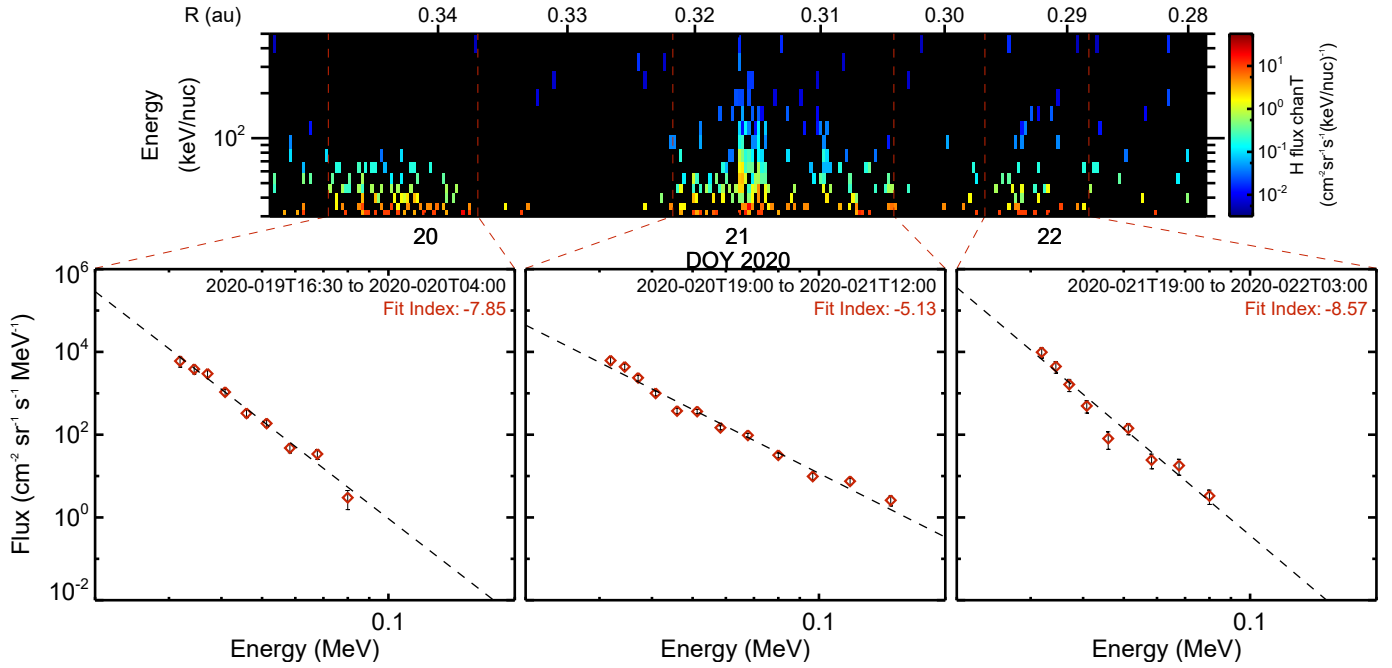 R (au)
0.34 0.33 0.32 0.31 0.30 0.29 0.28
Energy
(keV/nuc)
10²
20 21 22
DOY 2020
10¹
10⁰
10⁻¹
10⁻²
H flux chanT
(cm⁻²sr⁻¹s⁻¹(keV/nuc)⁻¹)
Flux (cm⁻² sr⁻¹ s⁻¹ MeV⁻¹)
10⁶
10⁴
10²
10⁰
10⁻²
2020-019T16:30 to 2020-020T04:00
Fit Index: -7.85
0.1
Energy (MeV)
2020-020T19:00 to 2020-021T12:00
Fit Index: -5.13
0.1
Energy (MeV)
2020-021T19:00 to 2020-022T03:00
Fit Index: -8.57
0.1
Energy (MeV)